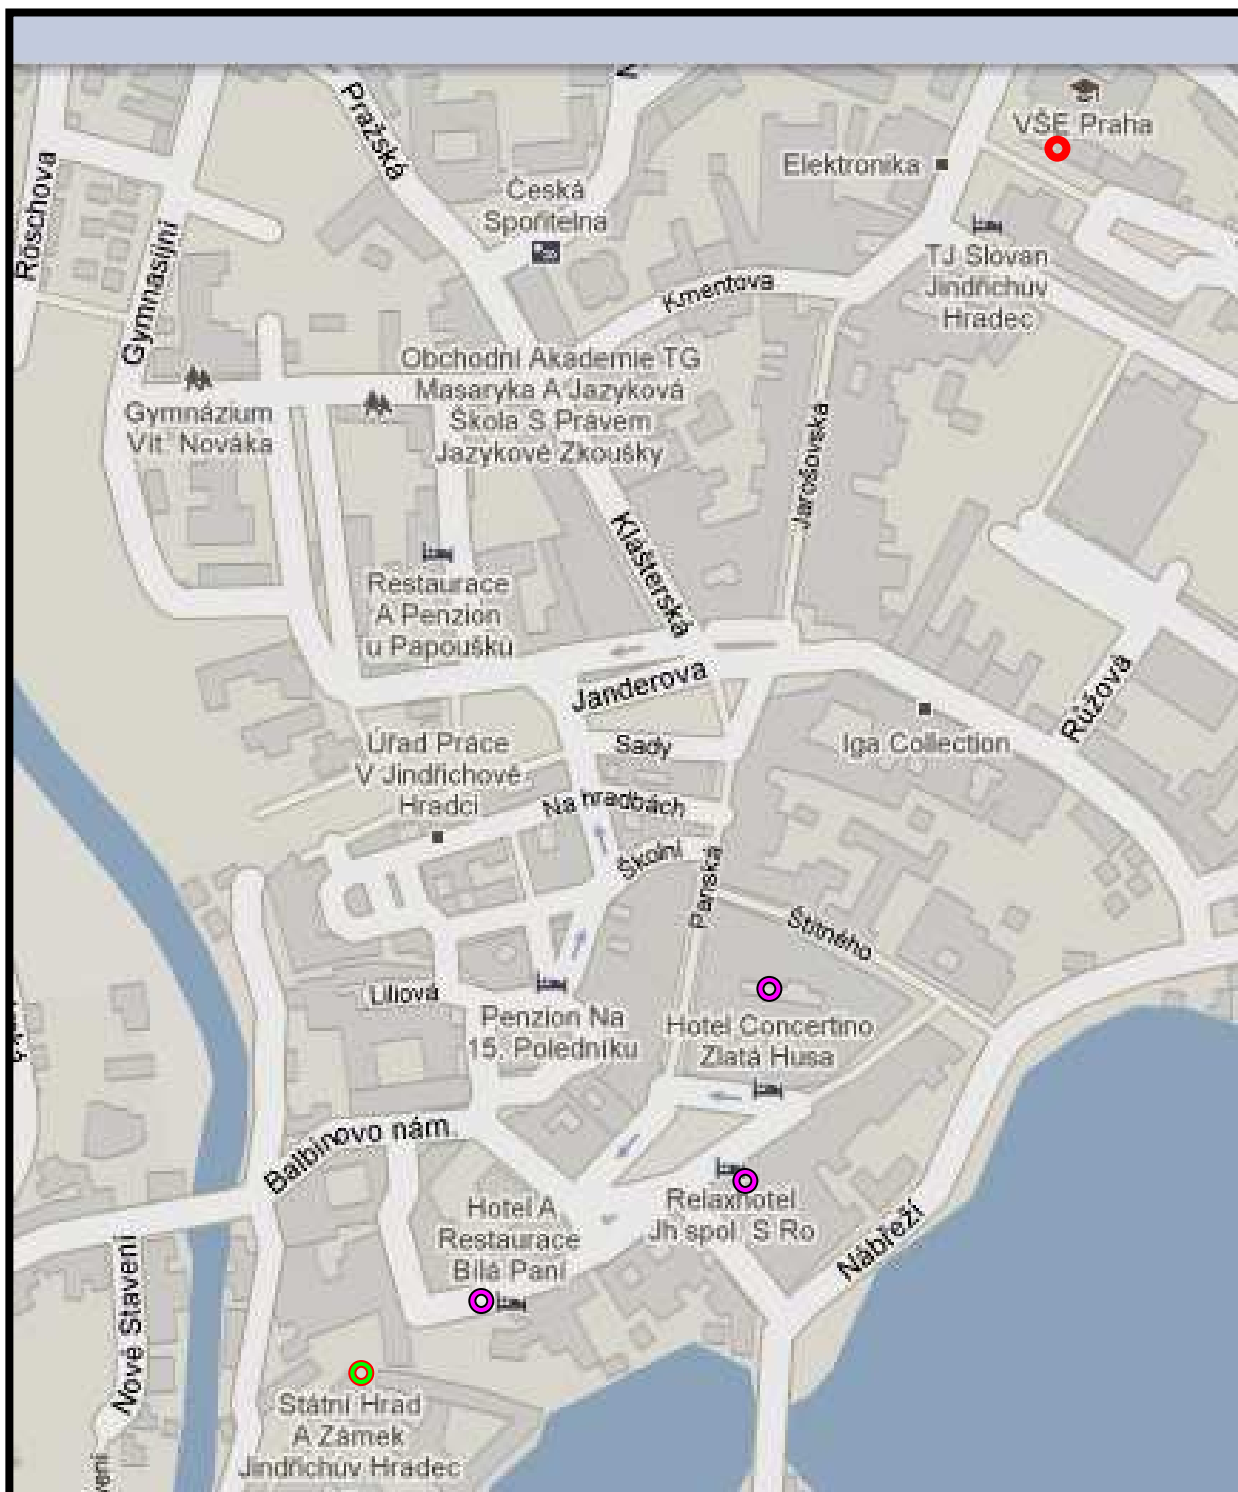 VŠE Praha
Pražská
Elektronika
Röschova
Česká
Spořitelna
Gymnasijní
TJ Slovan
Jindřichův
Hradec
Kmentova
Obchodní Akademie TG
Masaryka A Jazyková
Škola S Právem
Jazykové Zkoušky
Gymnázium
Vít. Nováka
Jarošovská
Klášterská
Restaurace
A Penzion
u Papoušků
Janderova
Růžová
Úřad Práce
V Jindřichově
Hradci
Sady
Iga Collection
Na hradbách
Školní
Panská
Štítného
Liliová
Penzion Na
15. Poledníku
Hotel Concertino
Zlatá Husa
Balbínovo nám.
Hotel A
Restaurace
Bílá Paní
Relaxhotel
Jh spol. S Ro
Nábřeží
Nové Stavení
Státní Hrad
A Zámek
Jindřichův Hradec
vení